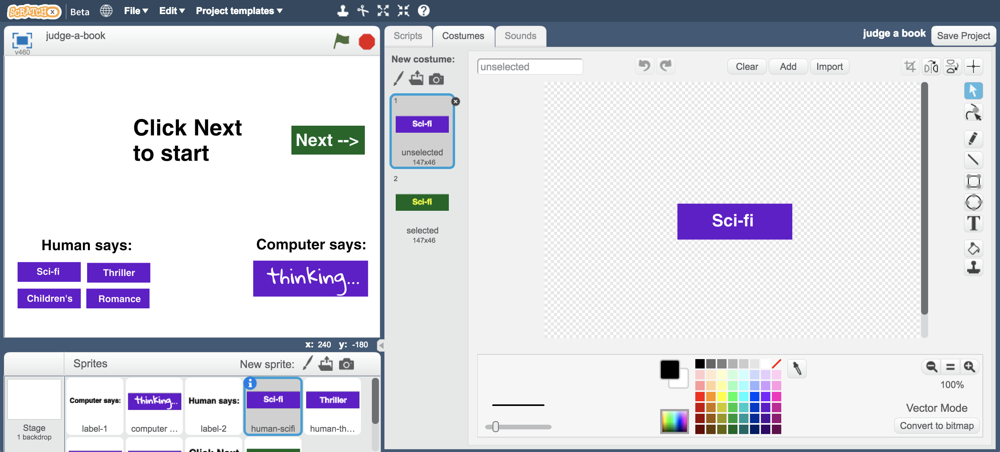 SCRATCHX Beta File Edit Project templates
judge-a-book
v460
Click Next
to start
Next -->
Human says:
Computer says:
Sci-fi
Thriller
thinking...
Children's
Romance
x: 240 y: -180
Sprites
New sprite:
Stage
1 backdrop
Computer says:
label-1
thinking...
computer ...
Human says:
label-2
Sci-fi
human-scifi
Thriller
human-th...
Click Next
Scripts
Costumes
Sounds
judge a book
Save Project
New costume:
1
Sci-fi
unselected
147x46
2
Sci-fi
selected
147x46
unselected
Clear
Add
Import
Sci-fi
T
100%
Vector Mode
Convert to bitmap